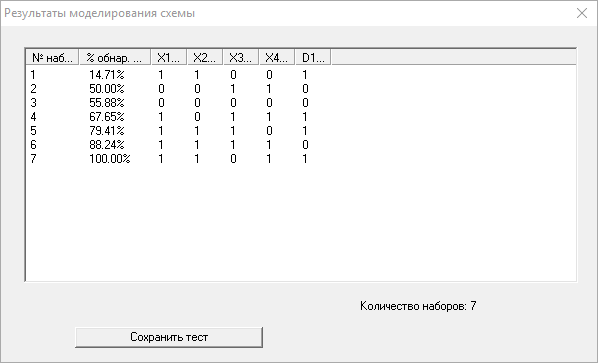 Результаты моделирования схемы
№ наб... % обнар. ... X1... X2... X3... X4... D1...
1 14.71% 1 1 0 0 1
2 50.00% 0 0 1 1 0
3 55.88% 0 0 0 0 0
4 67.65% 1 0 1 1 1
5 79.41% 1 1 1 0 1
6 88.24% 1 1 1 1 0
7 100.00% 1 1 0 1 1
Количество наборов: 7
Сохранить тест